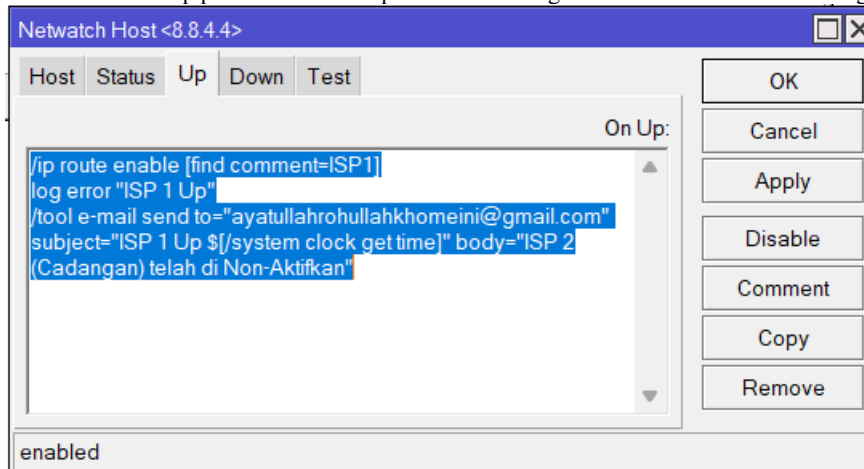 Netwatch Host <8.8.4.4>
Host Status Up Down Test
On Up:
/ip route enable [find comment=ISP1]
log error "ISP 1 Up"
/tool e-mail send to="ayatullahrohullahkhomeini@gmail.com"
subject="ISP 1 Up $[/system clock get time]" body="ISP 2
(Cadangan) telah di Non-Aktifkan"
OK
Cancel
Apply
Disable
Comment
Copy
Remove
enabled